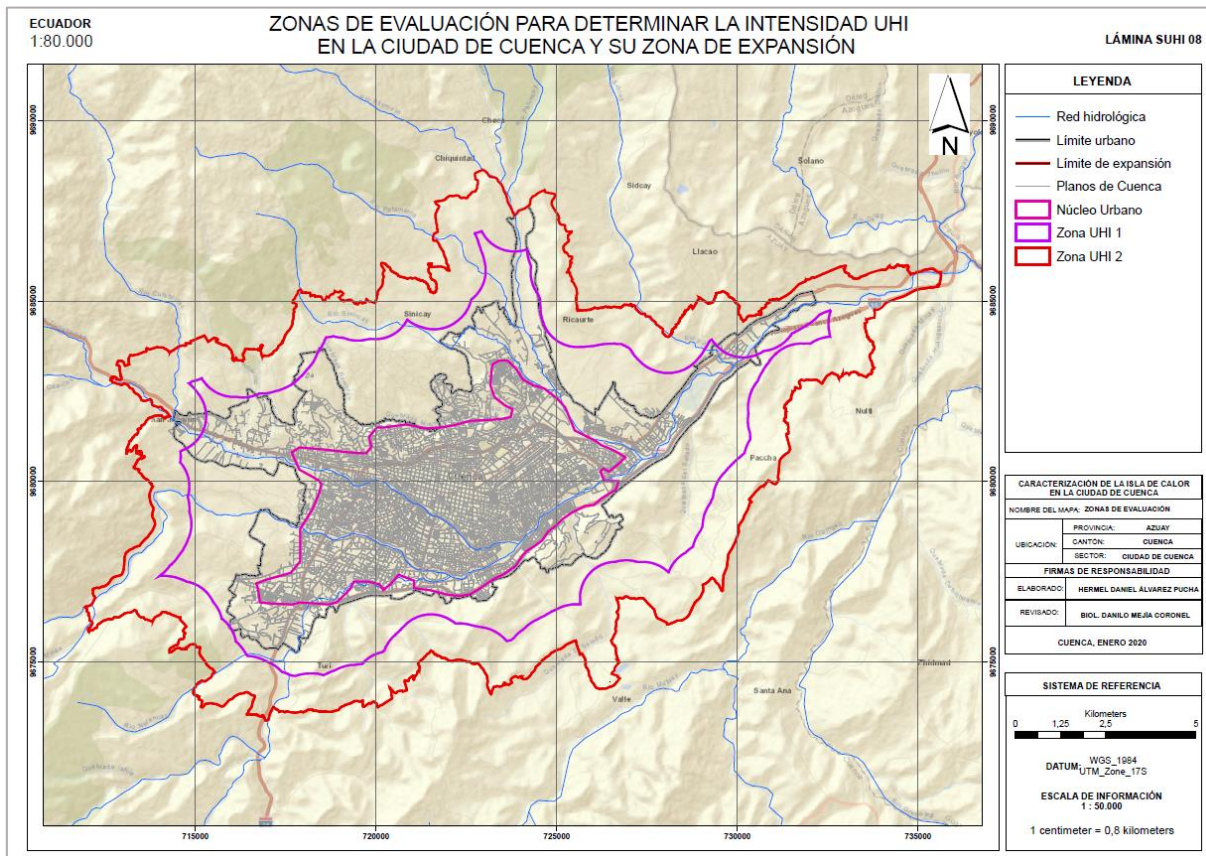 ECUADOR
1:80.000
ZONAS DE EVALUACIÓN PARA DETERMINAR LA INTENSIDAD UHI
EN LA CIUDAD DE CUENCA Y SU ZONA DE EXPANSIÓN
LÁMINA SUHI 08
LEYENDA
Red hidrológica
Límite urbano
Límite de expansión
Planos de Cuenca
Núcleo Urbano
Zona UHI 1
Zona UHI 2
N
Chiquintad
Solano
Sidcay
Llacao
Sinicay
Ricaurte
Nulti
Paccha
Turi
Valle
Santa Ana
9690000
9685000
9680000
9675000
9690000
9685000
9680000
9675000
715000
720000
725000
730000
735000
CARACTERIZACIÓN DE LA ISLA DE CALOR
EN LA CIUDAD DE CUENCA
NOMBRE DEL MAPA: ZONAS DE EVALUACIÓN
UBICACIÓN:
PROVINCIA: AZUAY
CANTÓN: CUENCA
SECTOR: CIUDAD DE CUENCA
FIRMAS DE RESPONSABILIDAD
ELABORADO: HERMEL DANIEL ÁLVAREZ PUCHA
REVISADO: BIOL. DANILO MEJÍA CORONEL
CUENCA, ENERO 2020
SISTEMA DE REFERENCIA
Kilometers
0 1,25 2,5 5
DATUM: WGS_1984
UTM_Zone_17S
ESCALA DE INFORMACIÓN
1 : 50.000
1 centimeter = 0,8 kilometers